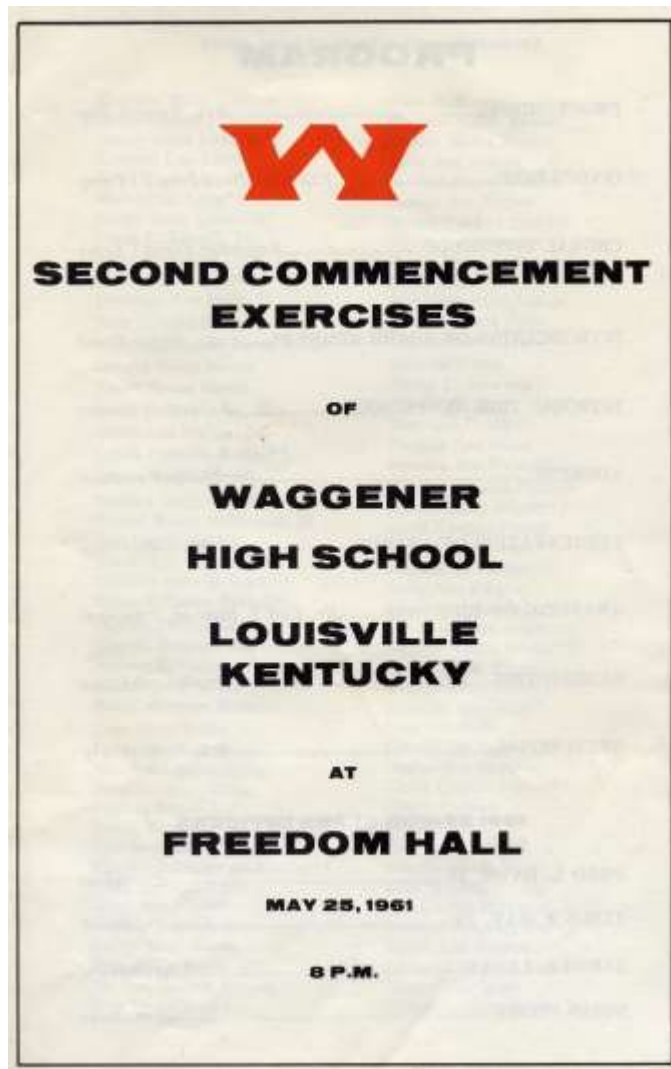 W
SECOND COMMENCEMENT
EXERCISES
OF
WAGGENER
HIGH SCHOOL
LOUISVILLE
KENTUCKY
AT
FREEDOM HALL
MAY 25, 1961
8 P.M.